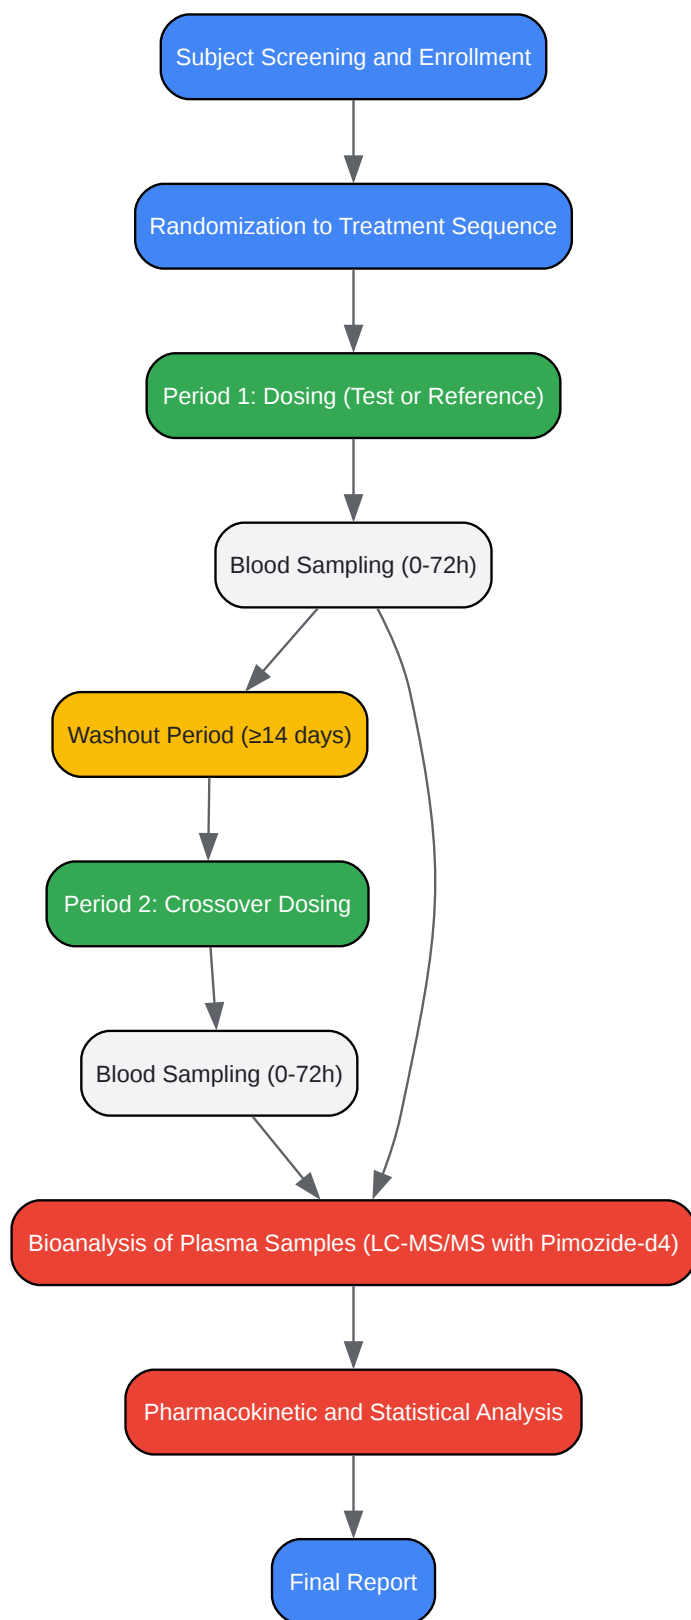 Subject Screening and Enrollment
Randomization to Treatment Sequence
Period 1: Dosing (Test or Reference)
Blood Sampling (0-72h)
Washout Period (≥14 days)
Period 2: Crossover Dosing
Blood Sampling (0-72h)
Bioanalysis of Plasma Samples (LC-MS/MS with Pimozide-d4)
Pharmacokinetic and Statistical Analysis
Final Report